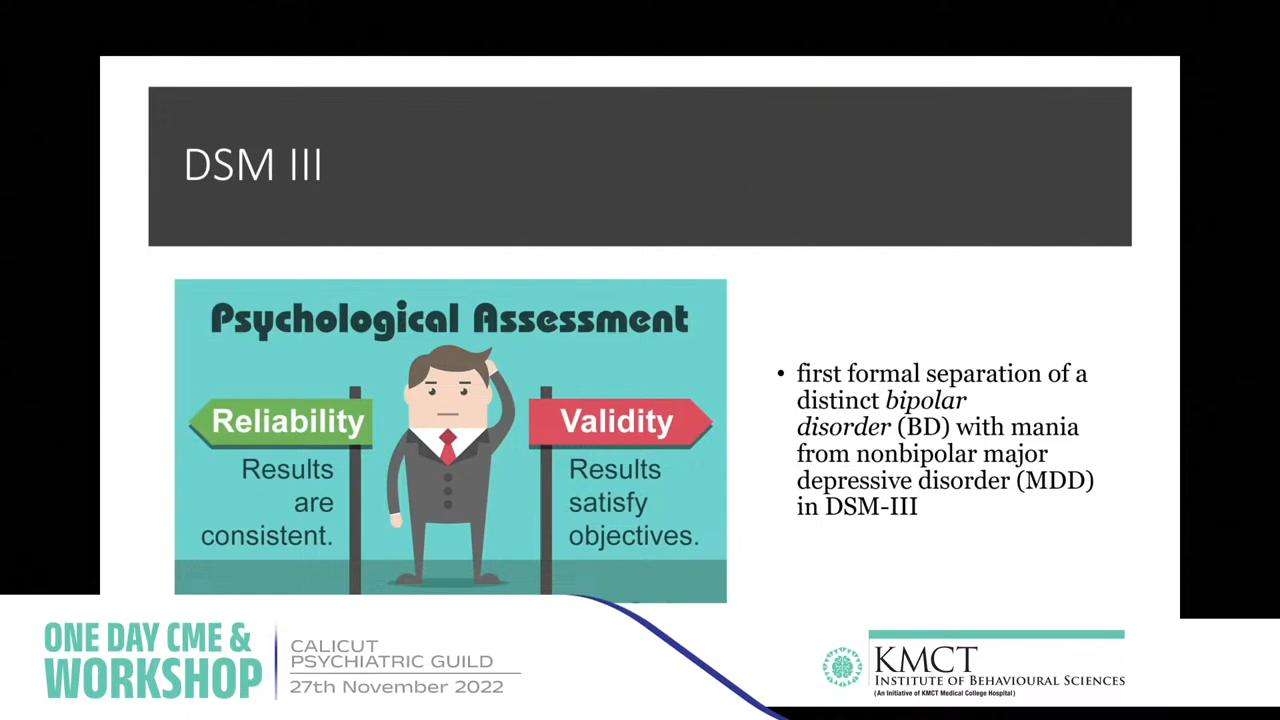 DSM III
Psychological Assessment
Reliability
Results
are
consistent.
Validity
Results
satisfy
objectives.
• first formal separation of a
distinct bipolar
disorder (BD) with mania
from nonbipolar major
depressive disorder (MDD)
in DSM-III
ONE DAY CME &
WORKSHOP
CALICUT
PSYCHIATRIC GUILD
27th November 2022
KMCT
INSTITUTE OF BEHAVIOURAL SCIENCES
(An Initiative of KMCT Medical College Hospital)